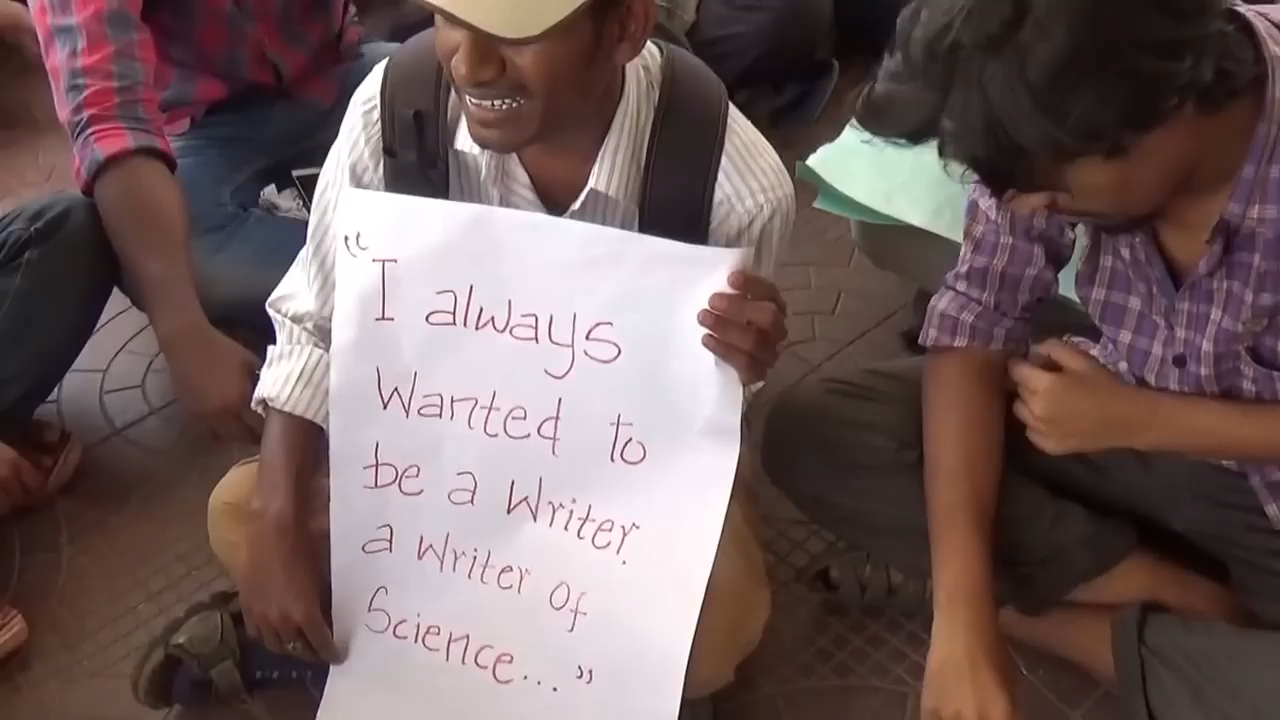 “I always
Wanted to
be a Writer.
a Writer of
Science...”